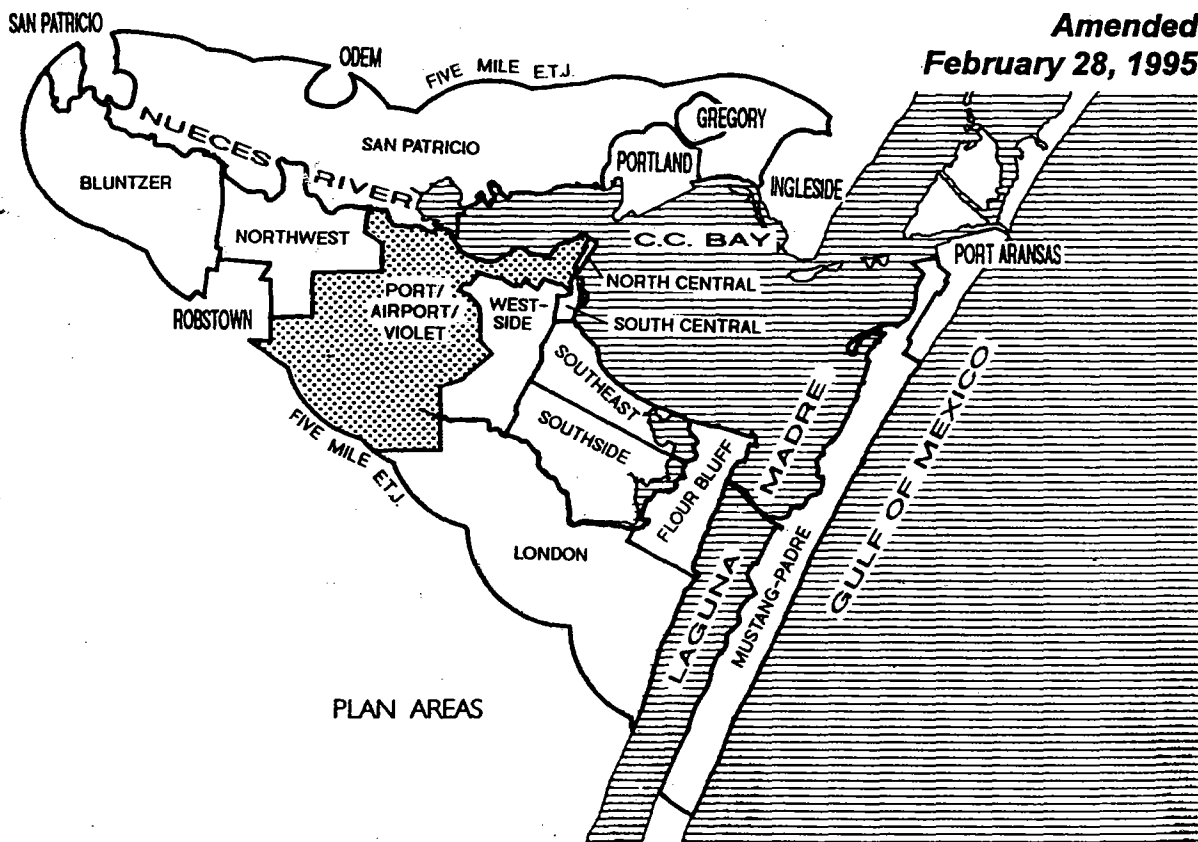 Amended
February 28, 1995
SAN PATRICIO
ODEM
FIVE MILE E.T.J.
GREGORY
NUECES
RIVER
SAN PATRICIO
PORTLAND
BLUNTZER
INGLESIDE
NORTHWEST
C.C. BAY
PORT ARANSAS
NORTH CENTRAL
PORT/
AIRPORT/
VIOLET
WEST-
SIDE
ROBSTOWN
SOUTH CENTRAL
SOUTHEAST
SOUTHSIDE
FIVE MILE E.T.J.
FLOUR BLUFF
LAGUNA
MADRE
GULF OF MEXICO
LONDON
MUSTANG-PADRE
PLAN AREAS